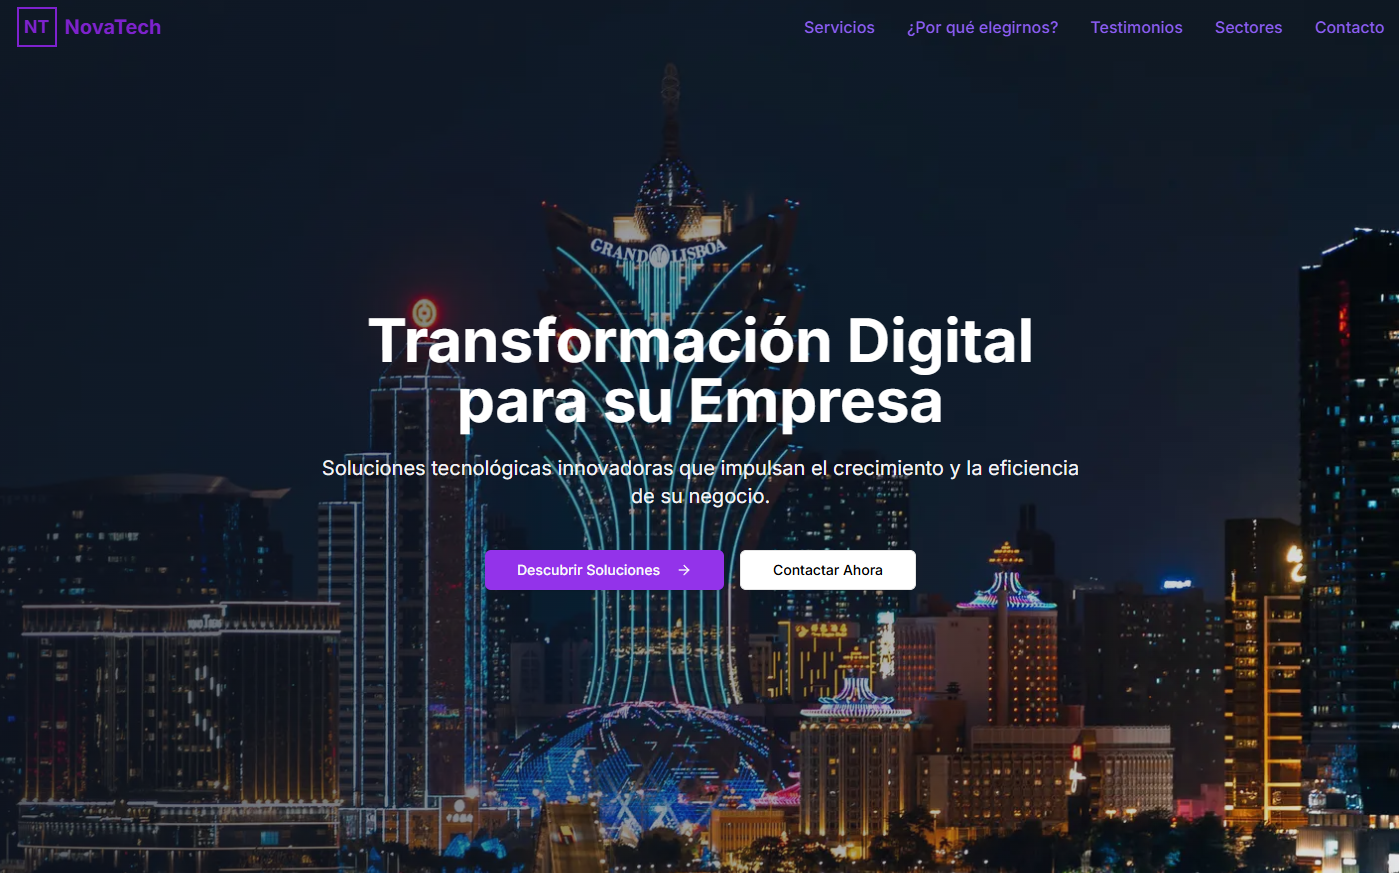 NT NovaTech
Servicios ¿Por qué elegirnos? Testimonios Sectores Contacto
GRAND LISBOA
Transformación Digital
para su Empresa
Soluciones tecnológicas innovadoras que impulsan el crecimiento y la eficiencia
de su negocio.
Descubrir Soluciones →
Contactar Ahora